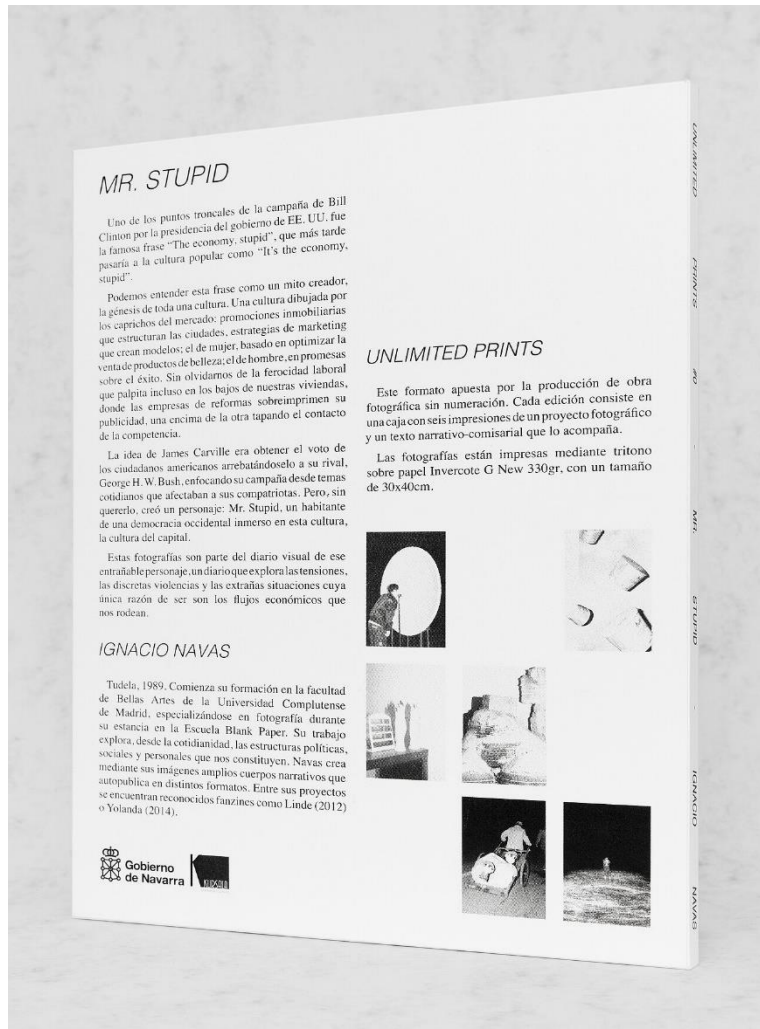 MR. STUPID
Uno de los puntos troncales de la campaña de Bill
Clinton por la presidencia del gobierno de EE. UU. fue
la famosa frase “The economy, stupid”, que más tarde
pasaría a la cultura popular como “It’s the economy,
stupid”.
Podemos entender esta frase como un mito creador,
la génesis de toda una cultura. Una cultura dibujada por
los caprichos del mercado: promociones inmobiliarias
que estructuran las ciudades, estrategias de marketing
que crean modelos; el de mujer, basado en optimizar la
venta de productos de belleza; el de hombre, en promesas
sobre el éxito. Sin olvidarnos de la ferocidad laboral
que palpita incluso en los bajos de nuestras viviendas,
donde las empresas de reformas sobreimprimen su
publicidad, una encima de la otra tapando el contacto
de la competencia.
La idea de James Carville era obtener el voto de
los ciudadanos americanos arrebatándoselo a su rival,
George H. W. Bush, enfocando su campaña desde temas
cotidianos que afectaban a sus compatriotas. Pero, sin
quererlo, creó un personaje: Mr. Stupid, un habitante
de una democracia occidental inmerso en esta cultura,
la cultura del capital.
Estas fotografías son parte del diario visual de ese
entrañable personaje, un diario que explora las tensiones,
las discretas violencias y las extrañas situaciones cuya
única razón de ser son los flujos económicos que
nos rodean.
IGNACIO NAVAS
Tudela, 1989. Comienza su formación en la facultad
de Bellas Artes de la Universidad Complutense
de Madrid, especializándose en fotografía durante
su estancia en la Escuela Blank Paper. Su trabajo
explora, desde la cotidianidad, las estructuras políticas,
sociales y personales que nos constituyen. Navas crea
mediante sus imágenes amplios cuerpos narrativos que
autopublica en distintos formatos. Entre sus proyectos
se encuentran reconocidos fanzines como Linde (2012)
o Yolanda (2014).
Gobierno
de Navarra
UNLIMITED PRINTS
Este formato apuesta por la producción de obra
fotográfica sin numeración. Cada edición consiste en
una caja con seis impresiones de un proyecto fotográfico
y un texto narrativo-comisarial que lo acompaña.
Las fotografías están impresas mediante tritono
sobre papel Invercote G New 330gr, con un tamaño
de 30x40cm.
UNLIMITED PRINTS #0 - MR. STUPID - IGNACIO NAVAS